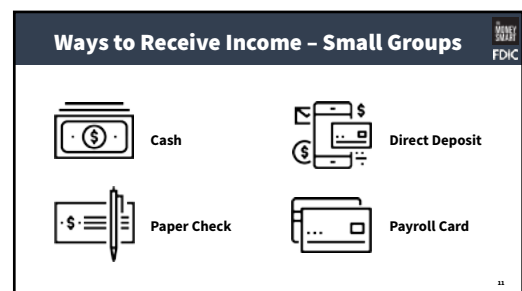 Ways to Receive Income – Small Groups
MONEY
SMART
FDIC
Cash
Direct Deposit
Paper Check
Payroll Card
11